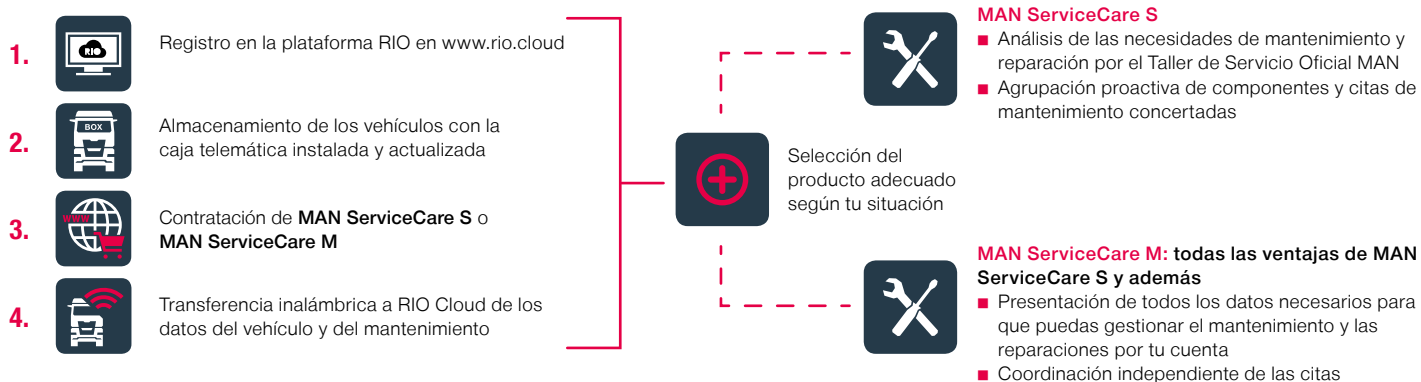 1.
RIO
Registro en la plataforma RIO en www.rio.cloud
2.
BOX
Almacenamiento de los vehículos con la
caja telemática instalada y actualizada
3.
www
Contratación de MAN ServiceCare S o
MAN ServiceCare M
4.
Transferencia inalámbrica a RIO Cloud de los
datos del vehículo y del mantenimiento
Selección del
producto adecuado
según tu situación
MAN ServiceCare S
■ Análisis de las necesidades de mantenimiento y
reparación por el Taller de Servicio Oficial MAN
■ Agrupación proactiva de componentes y citas de
mantenimiento concertadas
MAN ServiceCare M: todas las ventajas de MAN
ServiceCare S y además
■ Presentación de todos los datos necesarios para
que puedas gestionar el mantenimiento y las
reparaciones por tu cuenta
■ Coordinación independiente de las citas